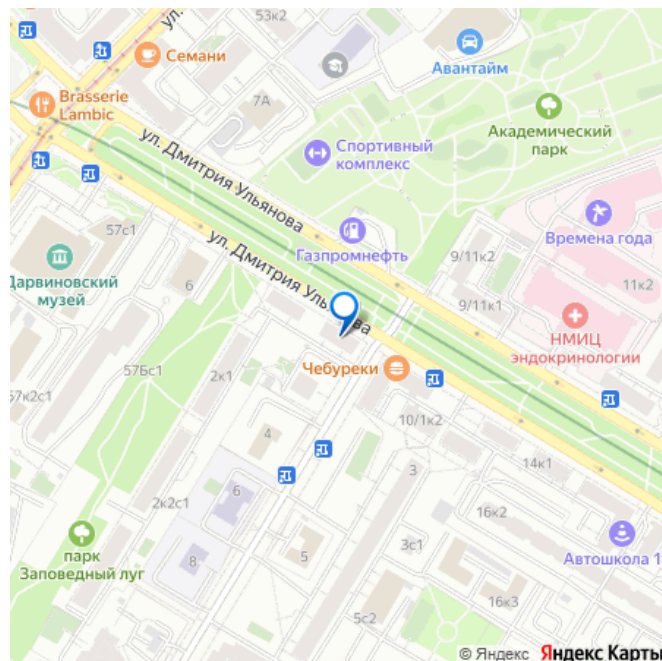 53к2
ул.
Семани
Авантайм
Brasserie
Lambic
7А
Академический
парк
Спортивный
комплекс
ул. Дмитрия Ульянова
57с1
ул. Дмитрия Ульянова
Газпромнефть
9/11к2
Времена года
Дарвиновский
музей
6
9/11к1
11к2
НМИЦ
эндокринологии
57Бс1
2к1
Чебуреки
57к2с1
10/1к2
4
3
14к1
6
2к2с1
16к2
парк
Заповедный луг
8
5
3с1
Автошкола 1
16к3
5с2
© Яндекс Яндекс Карты